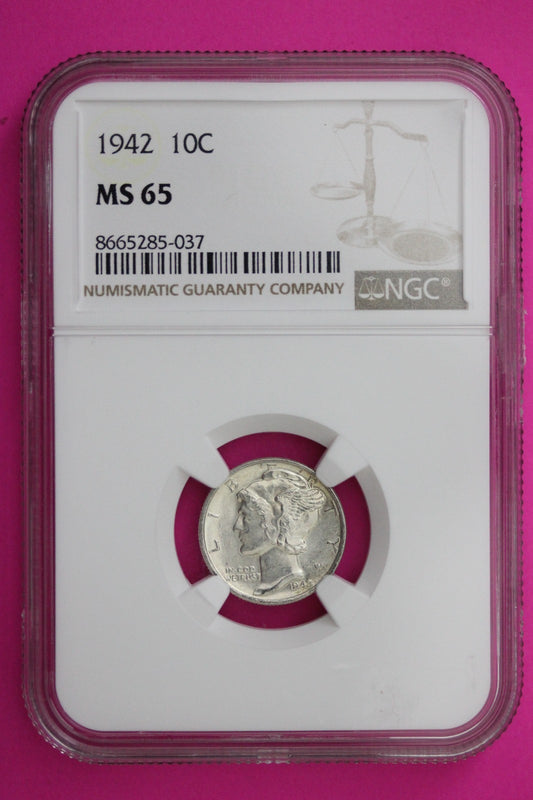 1942 10C
MS 65
8665285-037
NUMISMATIC GUARANTY COMPANY
NGC®
LIBERTY
IN GOD
WE TRUST